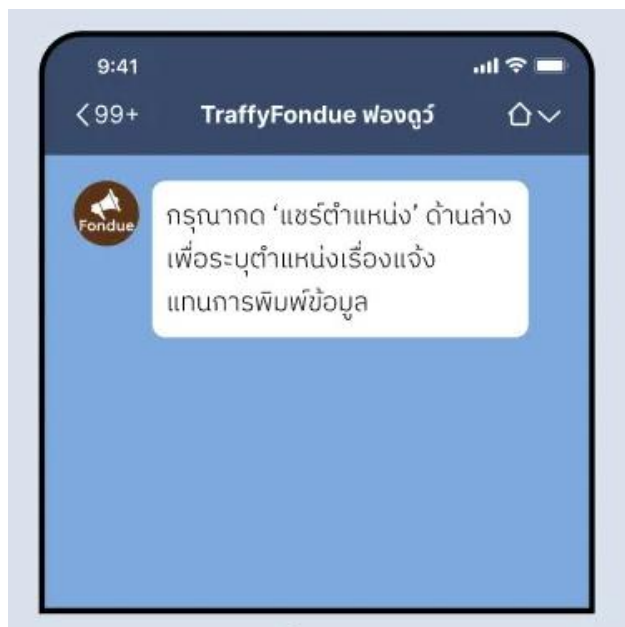 9:41
99+ TraffyFondue ฟองดูว์
Fondue
กรุณากด ‘แชร์ตำแหน่ง’ ด้านล่าง
เพื่อระบุตำแหน่งเรื่องแจ้ง
แทนการพิมพ์ข้อมูล